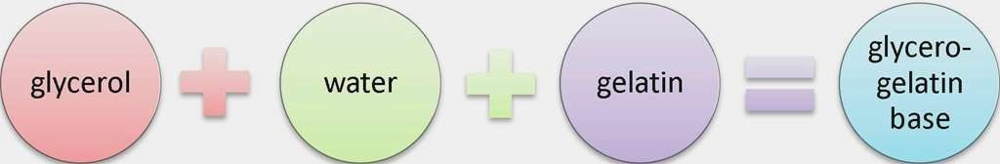 glycerol + water + gelatin = glycero-
gelatin
base